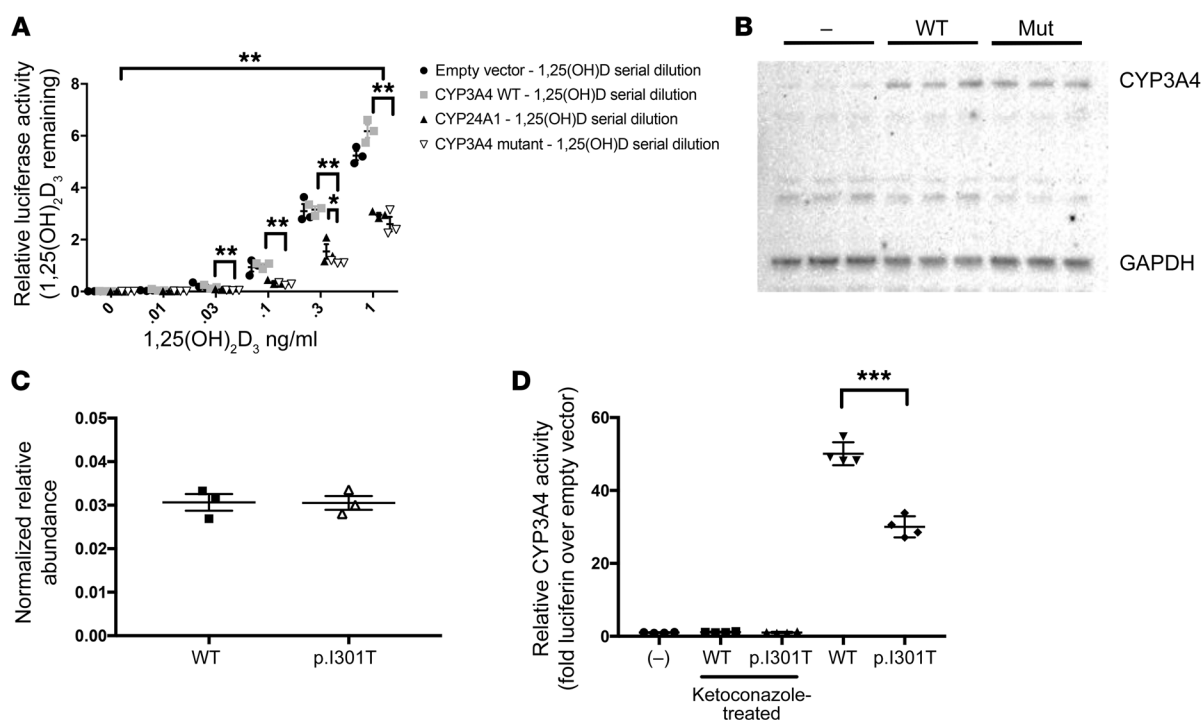 A
**
8
6
4
2
0
Relative luciferase activity
(1,25(OH)2D3 remaining)
**
**
*
**
**
0
.01
.03
.1
.3
1
1,25(OH)2D3 ng/ml
Empty vector - 1,25(OH)D serial dilution
CYP3A4 WT - 1,25(OH)D serial dilution
CYP24A1 - 1,25(OH)D serial dilution
CYP3A4 mutant - 1,25(OH)D serial dilution
B
–
WT
Mut
CYP3A4
GAPDH
C
Normalized relative
abundance
0.05
0.04
0.03
0.02
0.01
0.00
WT
p.I301T
D
Relative CYP3A4 activity
(fold luciferin over empty vector)
60
40
20
0
***
(–)
WT
p.I301T
WT
p.I301T
Ketoconazole-
treated